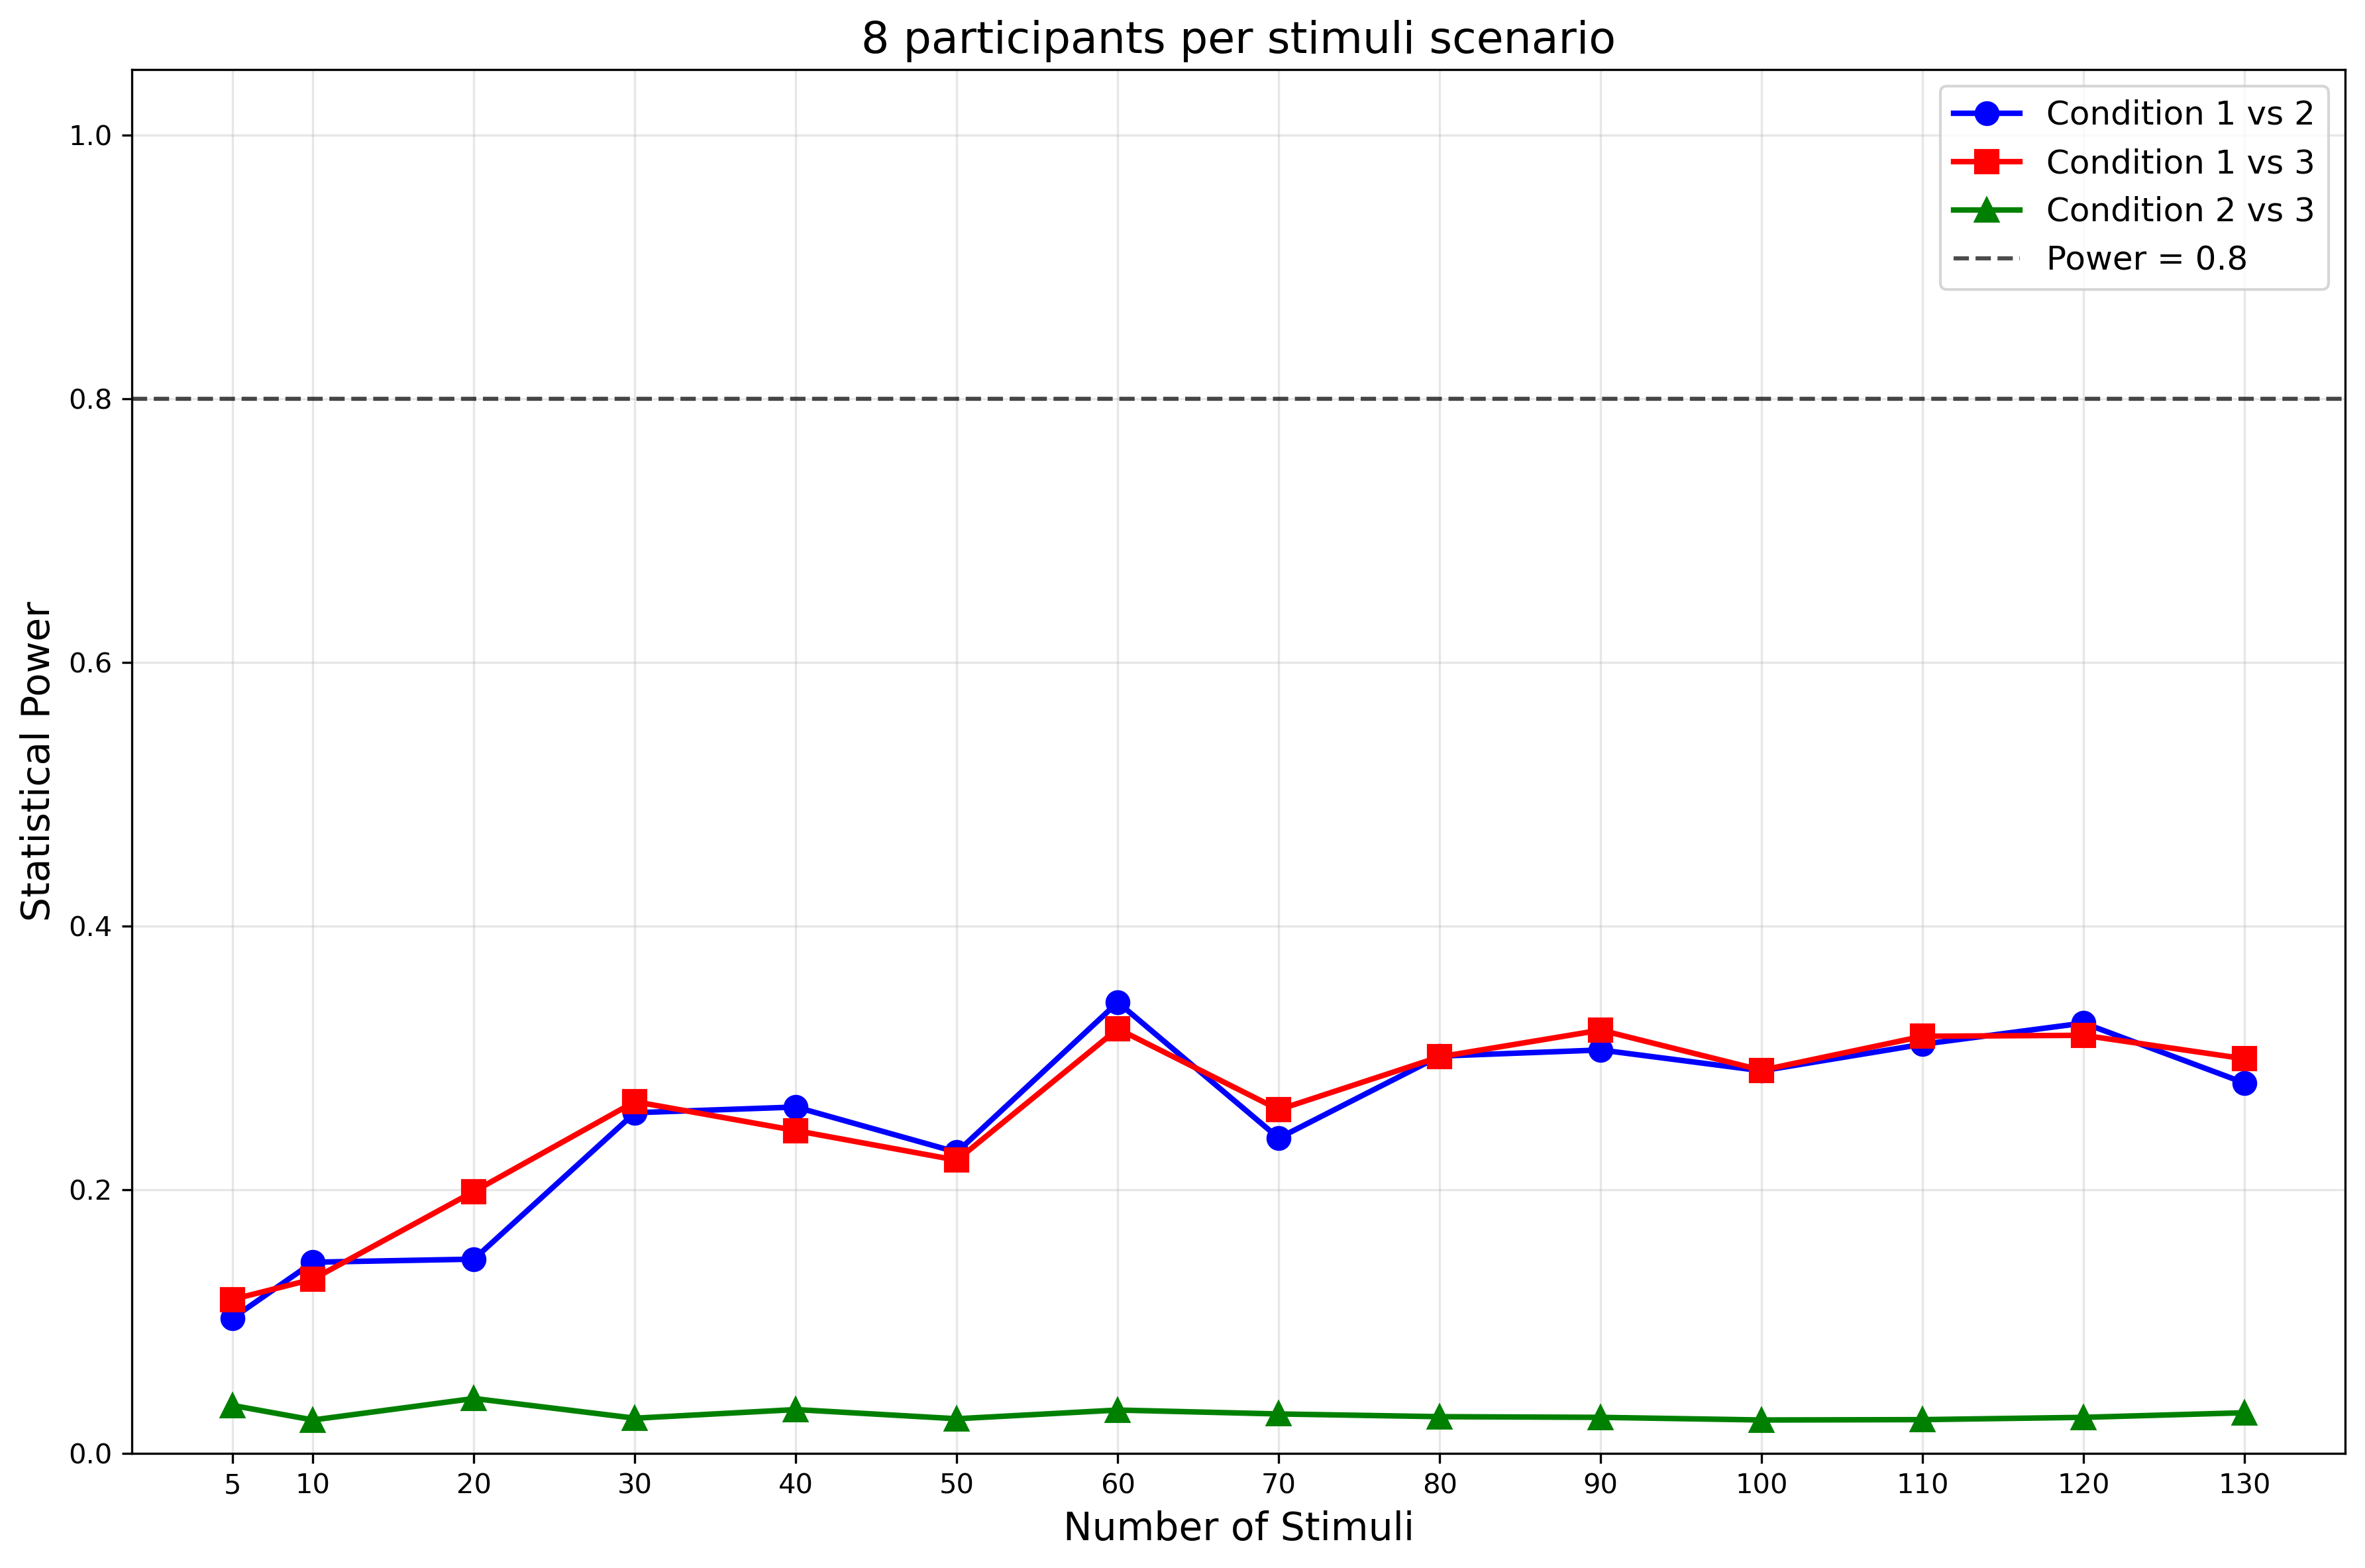 8 participants per stimuli scenario
Condition 1 vs 2
Condition 1 vs 3
Condition 2 vs 3
Power = 0.8
Statistical Power
1.0
0.8
0.6
0.4
0.2
0.0
5 10 20 30 40 50 60 70 80 90 100 110 120 130
Number of Stimuli